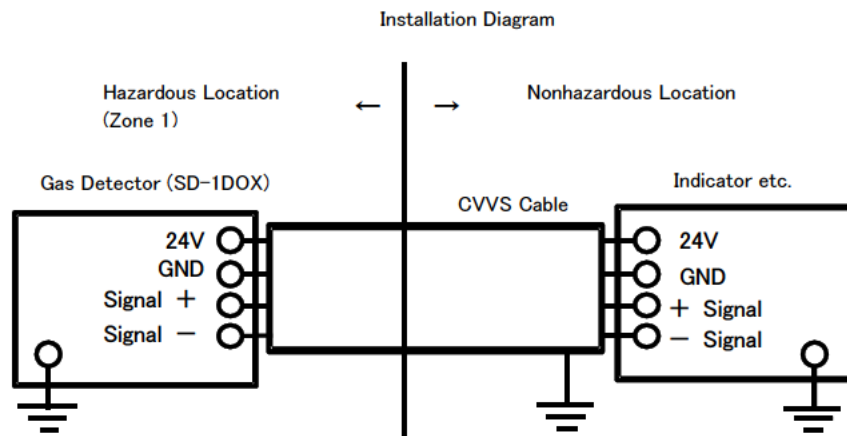 Installation Diagram
Hazardous Location
(Zone 1)
← →
Nonhazardous Location
Gas Detector (SD-1DOX)
CVVS Cable
Indicator etc.
24V
GND
Signal +
Signal −
24V
GND
+ Signal
− Signal